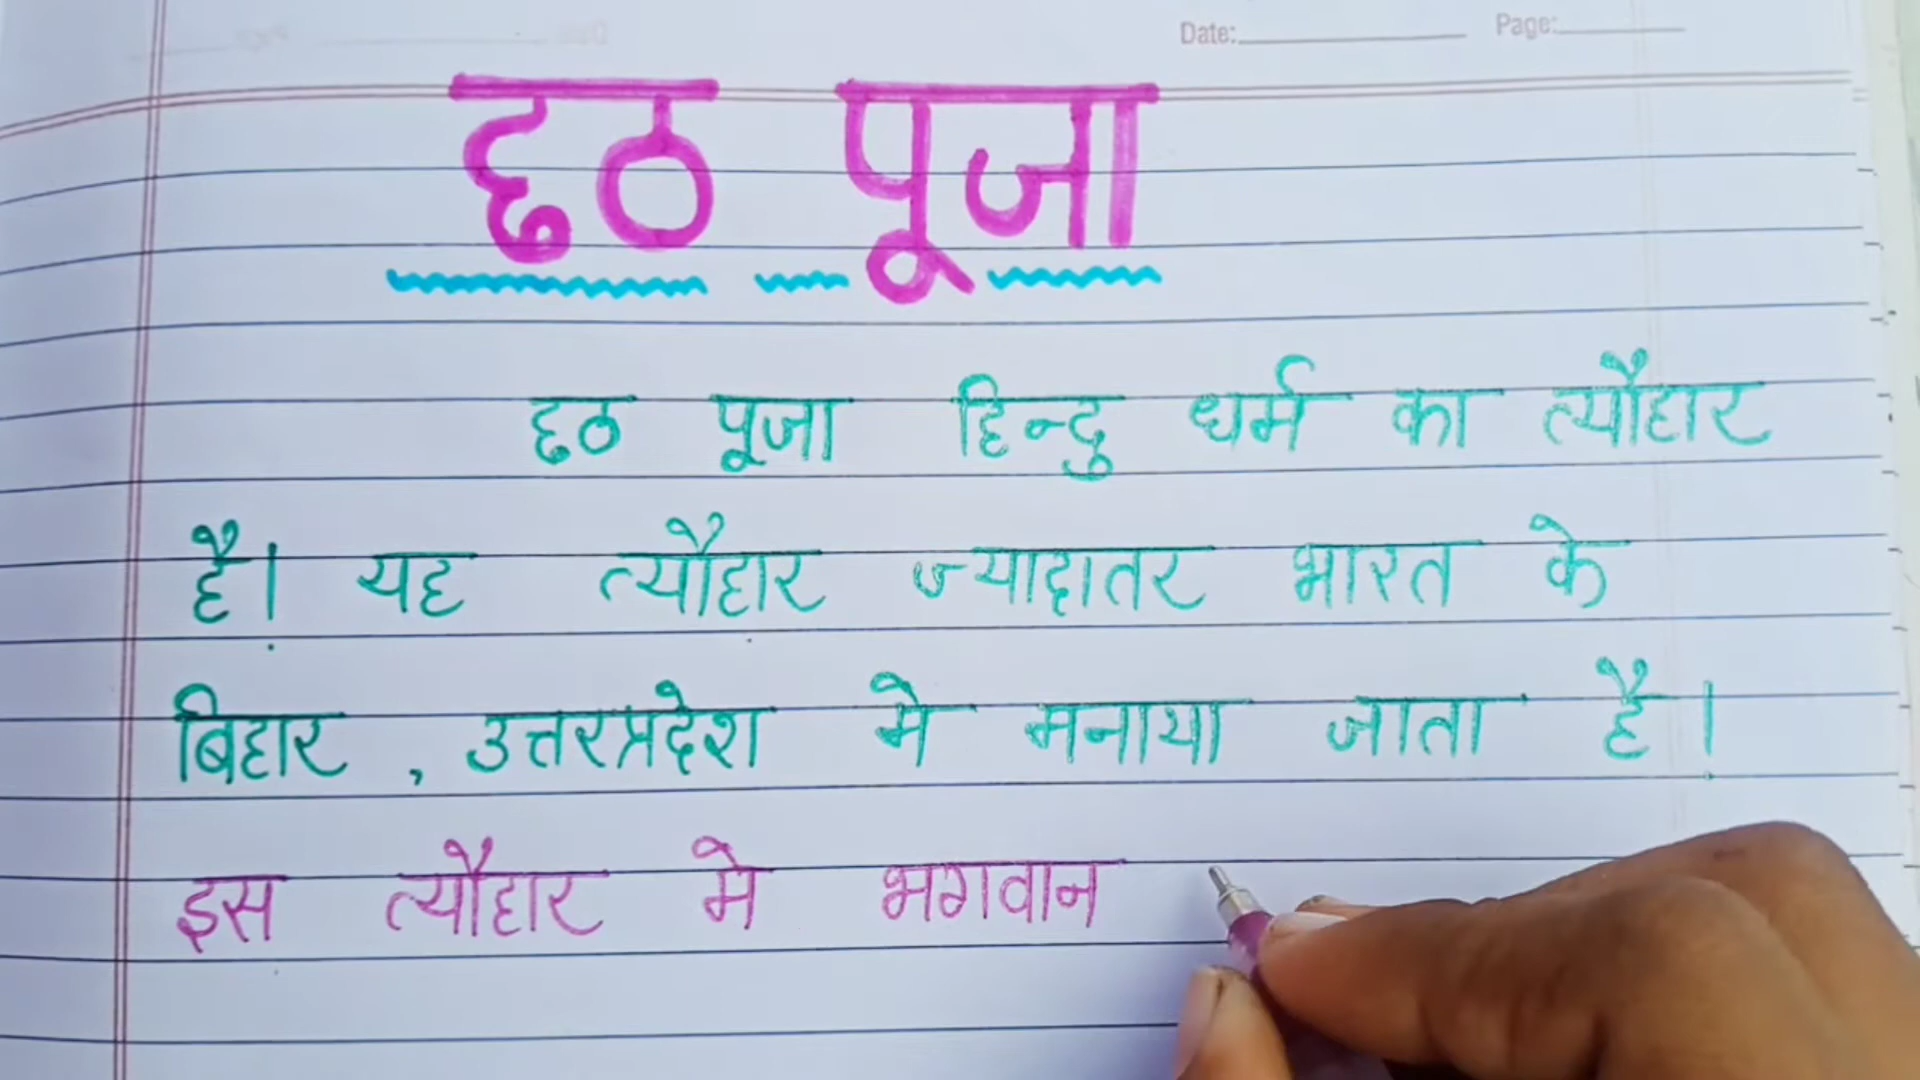 Date: Page:
छठ पूजा
छठ पूजा हिन्दु धर्म का त्यौहार
है। यह त्यौहार ज्यादातर भारत के
बिहार , उत्तरप्रदेश मे मनाया जाता है।
इस त्यौहार मे भगवान